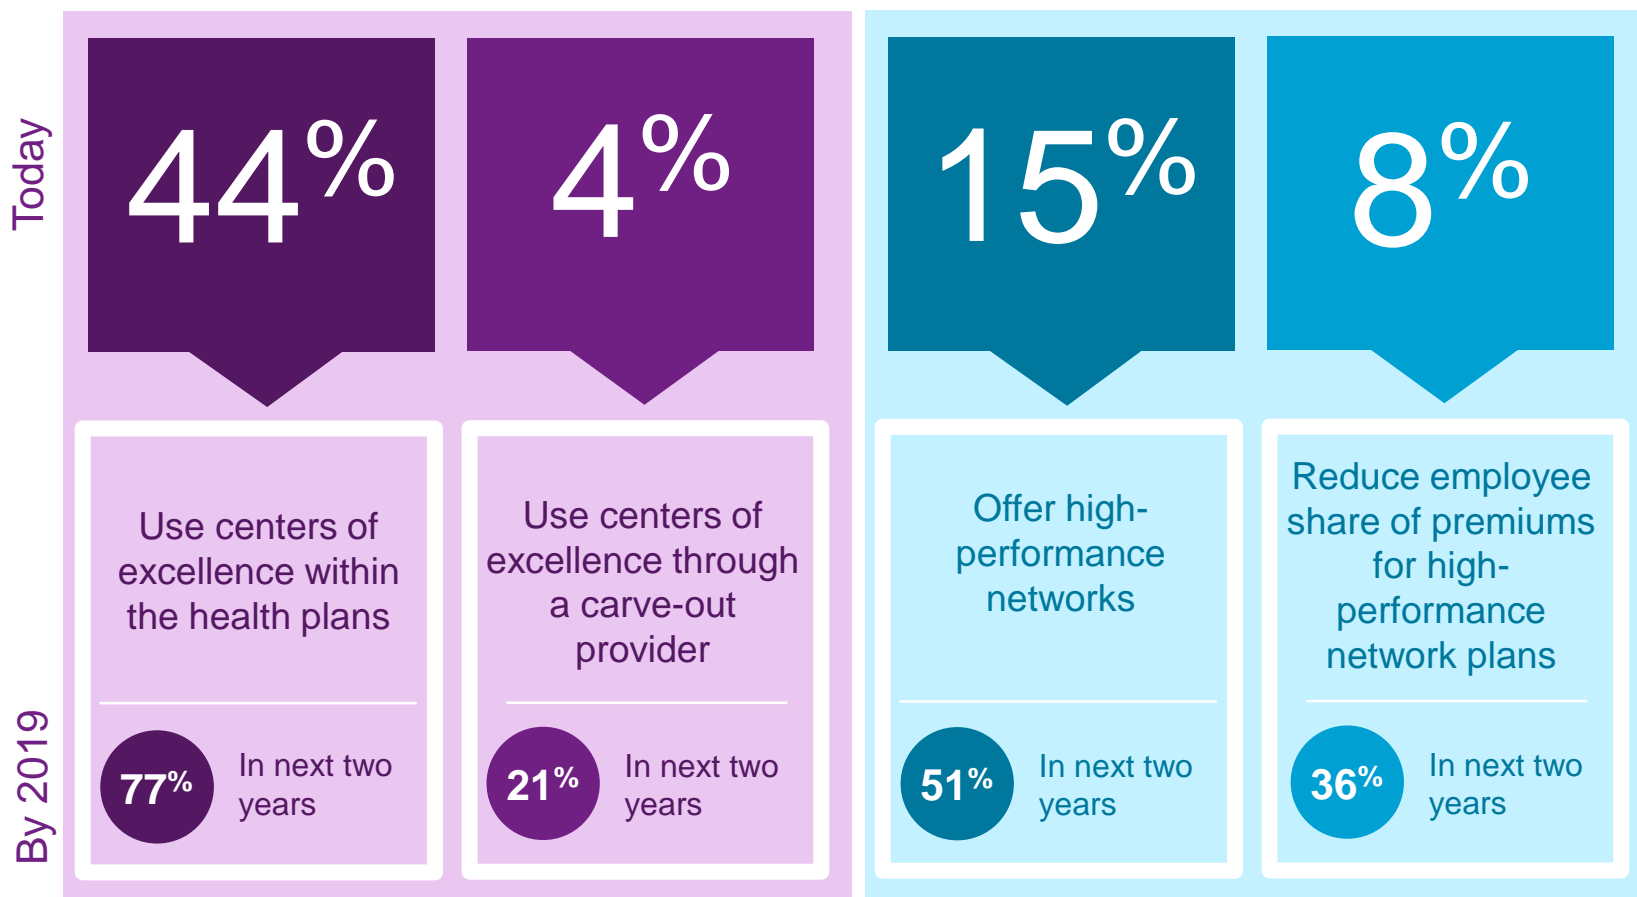 Today
44%
4%
15%
8%
Use centers of
excellence within
the health plans
Use centers of
excellence through
a carve-out
provider
Offer high-
performance
networks
Reduce employee
share of premiums
for high-
performance
network plans
By 2019
77%
In next two
years
21%
In next two
years
51%
In next two
years
36%
In next two
years